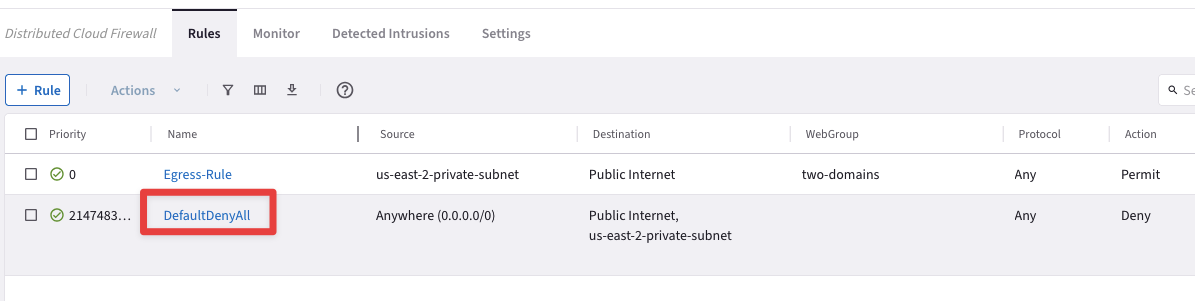 Distributed Cloud Firewall Rules Monitor Detected Intrusions Settings
+ Rule Actions ? Se
Priority Name Source Destination WebGroup Protocol Action
0 Egress-Rule us-east-2-private-subnet Public Internet two-domains Any Permit
2147483... DefaultDenyAll Anywhere (0.0.0.0/0) Public Internet, Any Deny
us-east-2-private-subnet